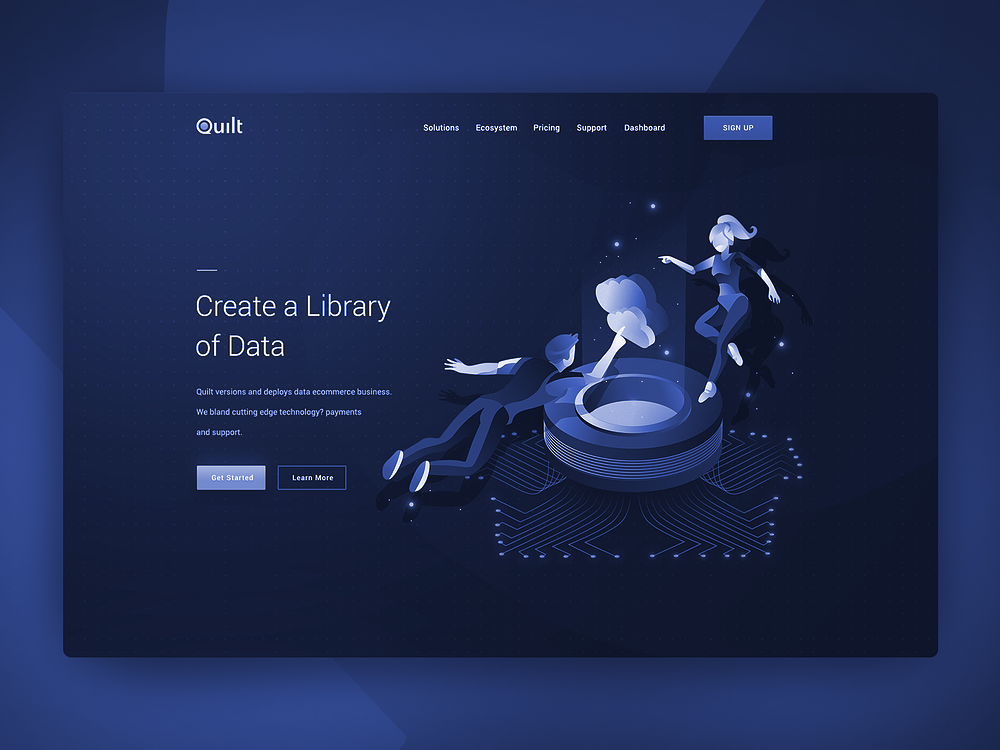 Quilt
Solutions Ecosystem Pricing Support Dashboard SIGN UP
Create a Library
of Data
Quilt versions and deploys data ecommerce business.
We bland cutting edge technology? payments
and support.
Get Started Learn More